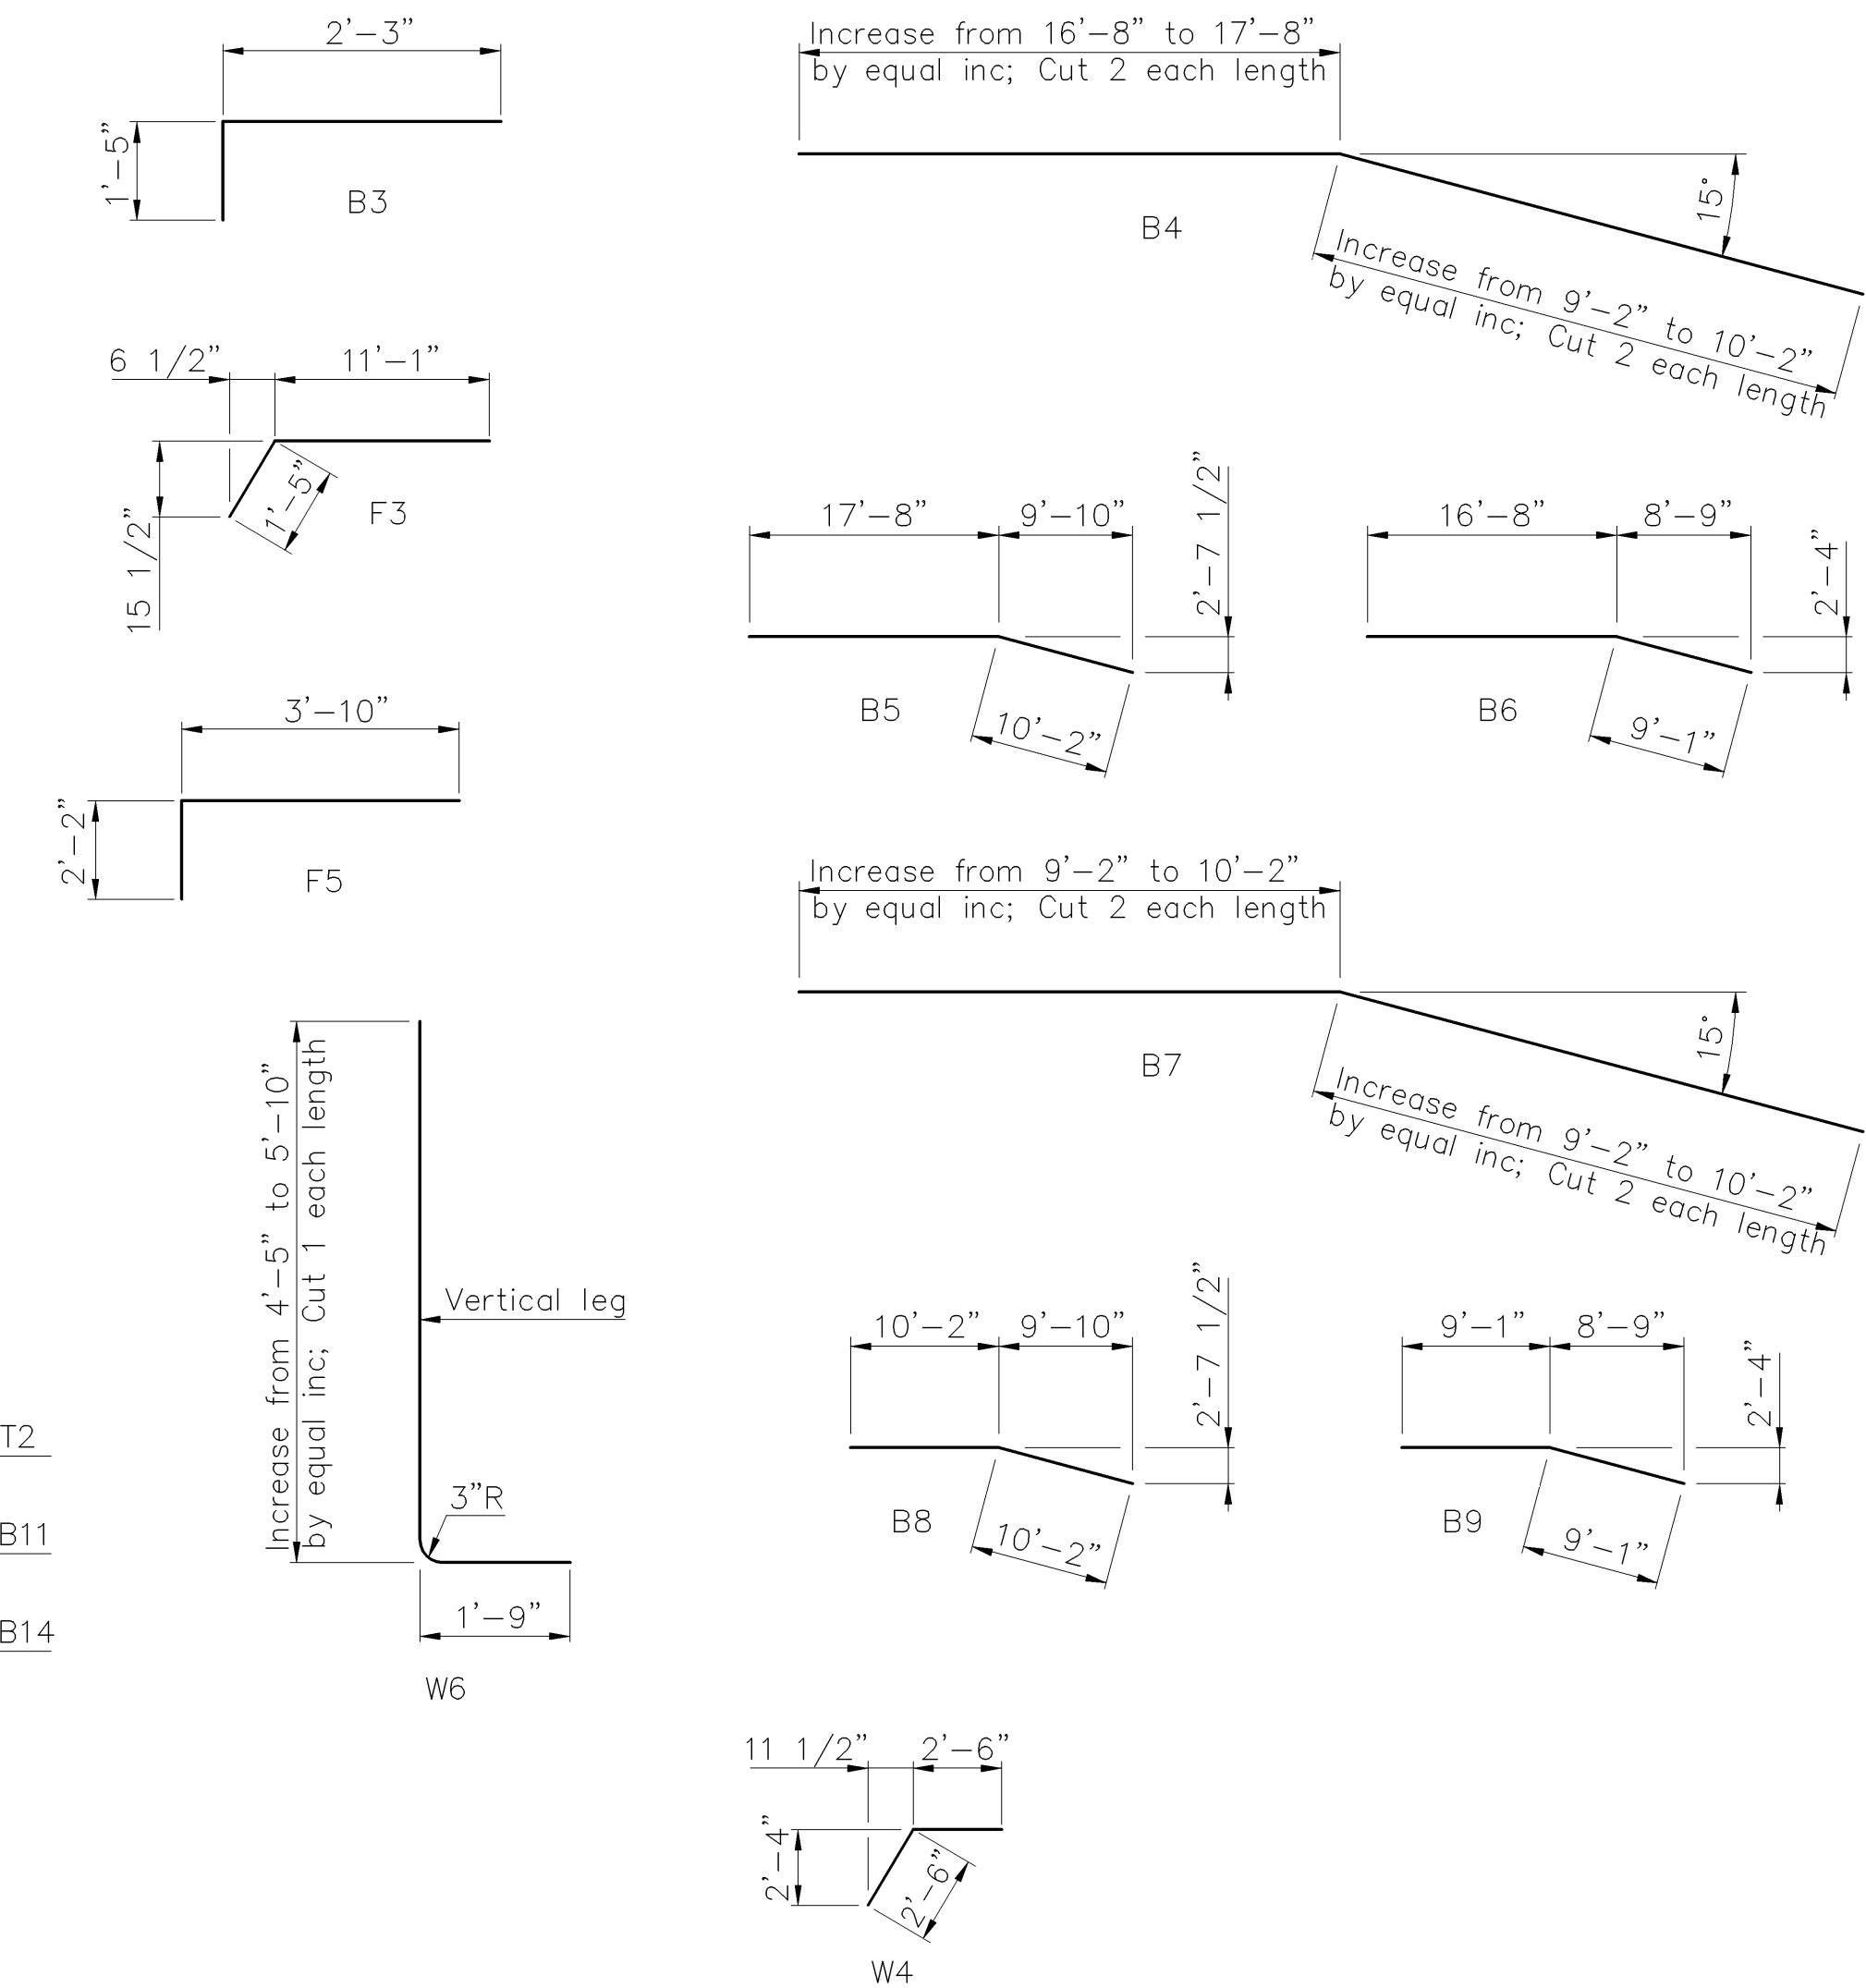 2'-3"
1'-5"
B3
Increase from 16'-8" to 17'-8"
by equal inc; Cut 2 each length
15°
B4
Increase from 9'-2" to 10'-2"
by equal inc; Cut 2 each length
6 1/2"
11'-1"
1'-5"
15 1/2"
F3
17'-8"
9'-10"
2'-7 1/2"
B5
10'-2"
16'-8"
8'-9"
2'-4"
B6
9'-1"
3'-10"
2'-2"
F5
Increase from 9'-2" to 10'-2"
by equal inc; Cut 2 each length
15°
B7
Increase from 9'-2" to 10'-2"
by equal inc; Cut 2 each length
Increase from 4'-5" to 5'-10"
by equal inc; Cut 1 each length
Vertical leg
3"R
1'-9"
W6
10'-2"
9'-10"
2'-7 1/2"
B8
10'-2"
9'-1"
8'-9"
2'-4"
B9
9'-1"
T2
B11
B14
11 1/2"
2'-6"
2'-4"
2'-6"
W4